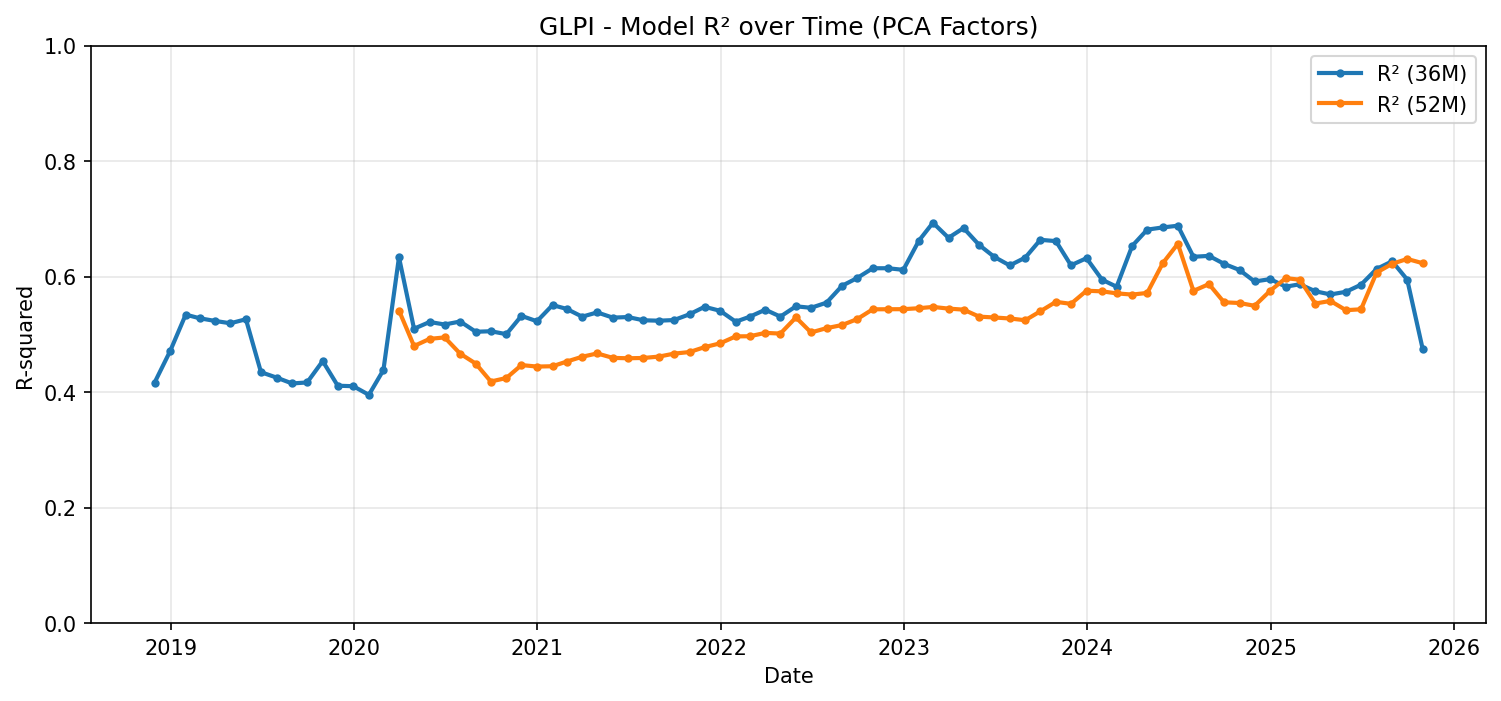 GLPI - Model R² over Time (PCA Factors)
1.0
0.8
0.6
0.4
0.2
0.0
R-squared
R² (36M)
R² (52M)
2019 2020 2021 2022 2023 2024 2025 2026
Date